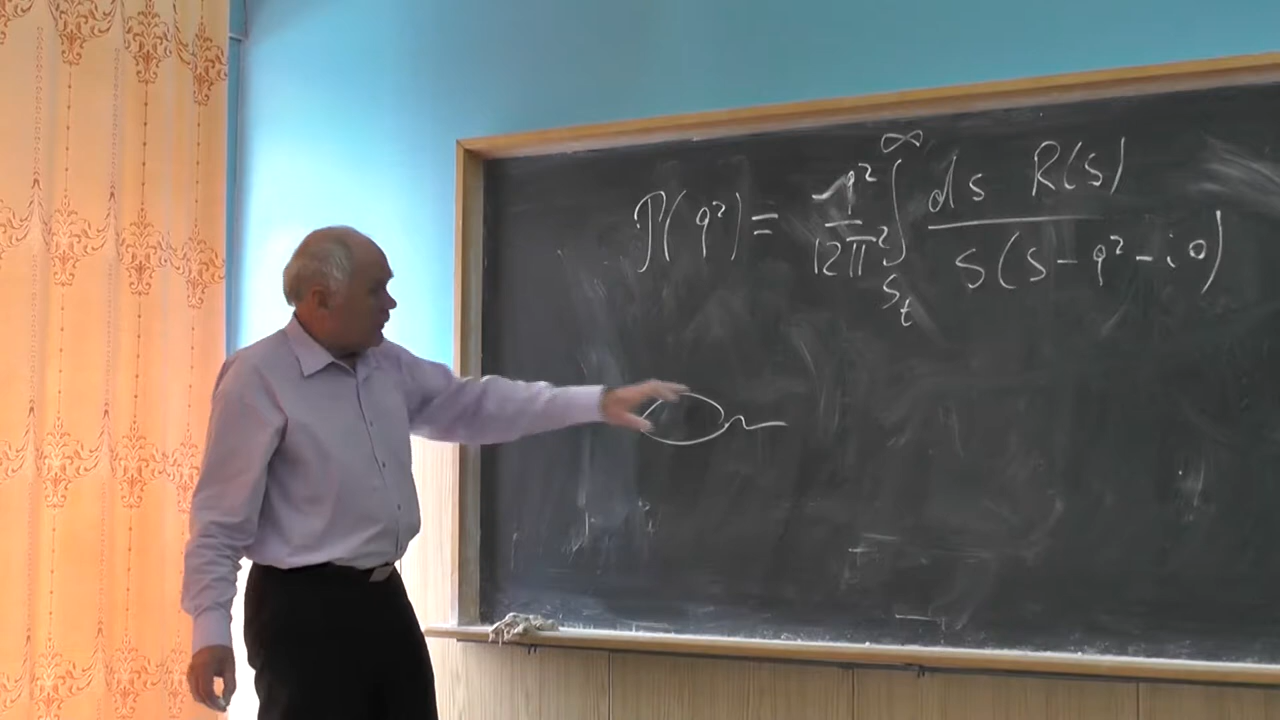 P(q²) = q²/12π² ∫_{s_t}^{∞} ds R(s) / s(s - q² - i0)